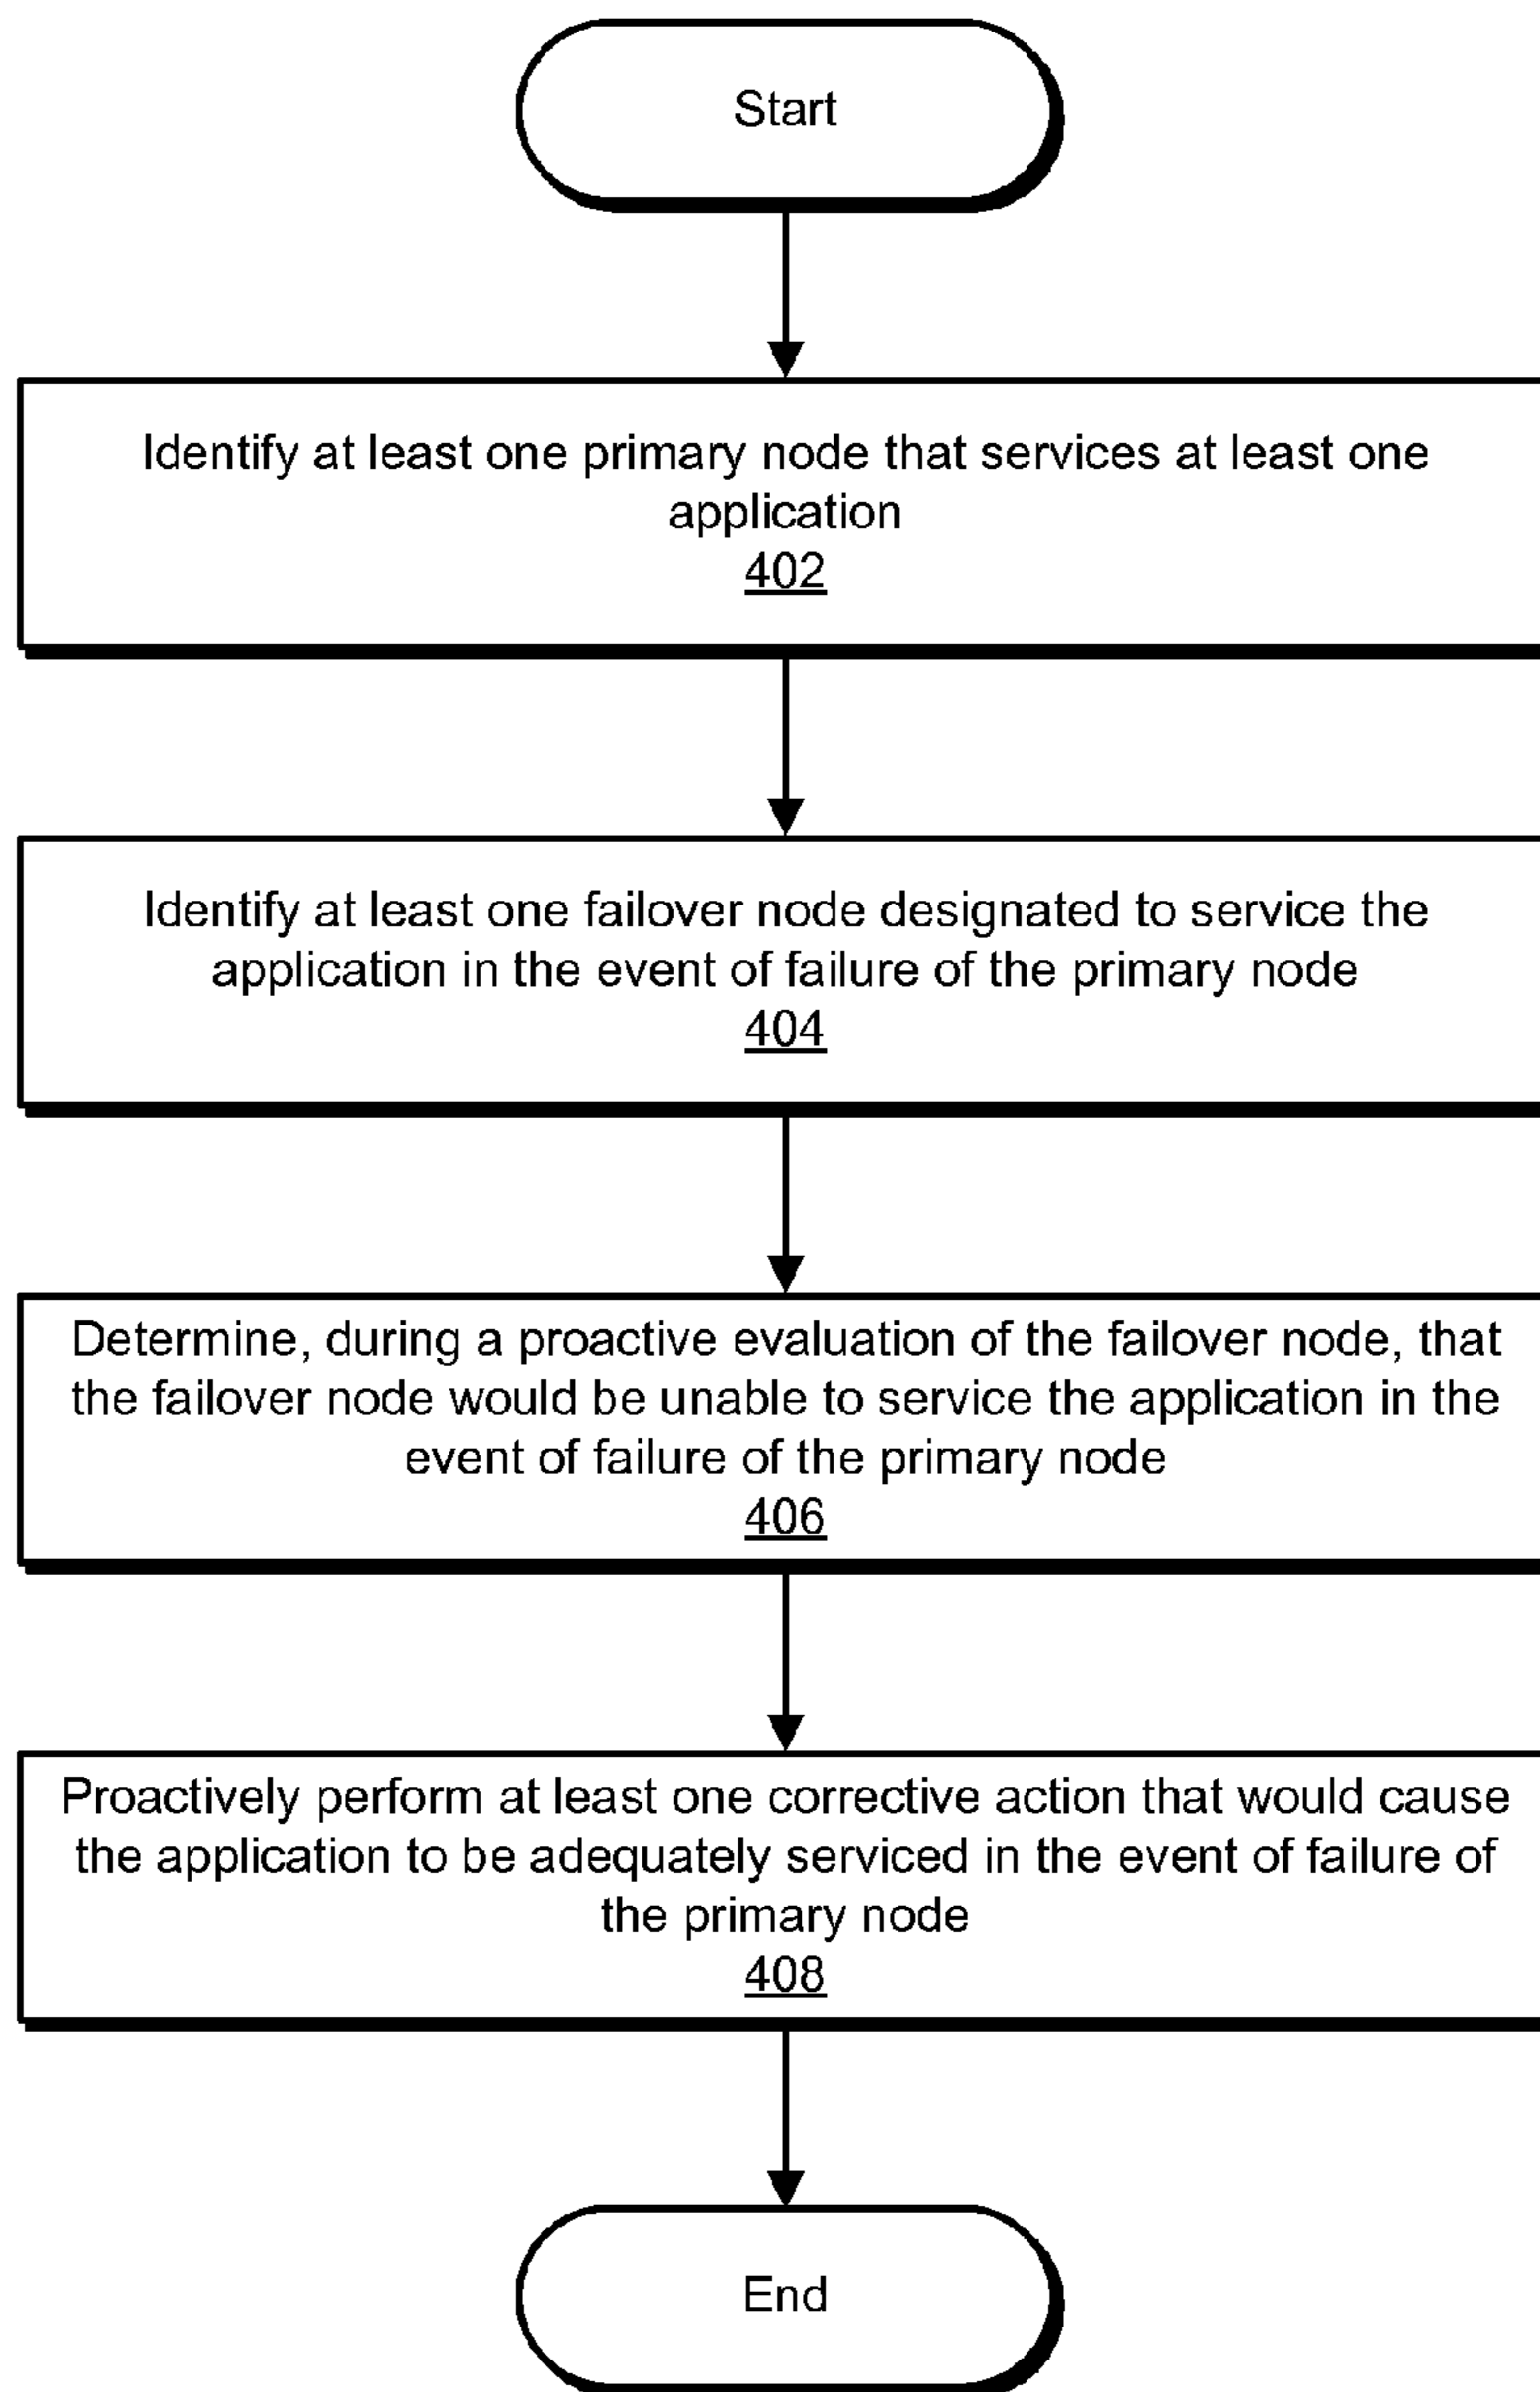 Start
Identify at least one primary node that services at least one
application
402
Identify at least one failover node designated to service the
application in the event of failure of the primary node
404
Determine, during a proactive evaluation of the failover node, that
the failover node would be unable to service the application in the
event of failure of the primary node
406
Proactively perform at least one corrective action that would cause
the application to be adequately serviced in the event of failure of
the primary node
408
End